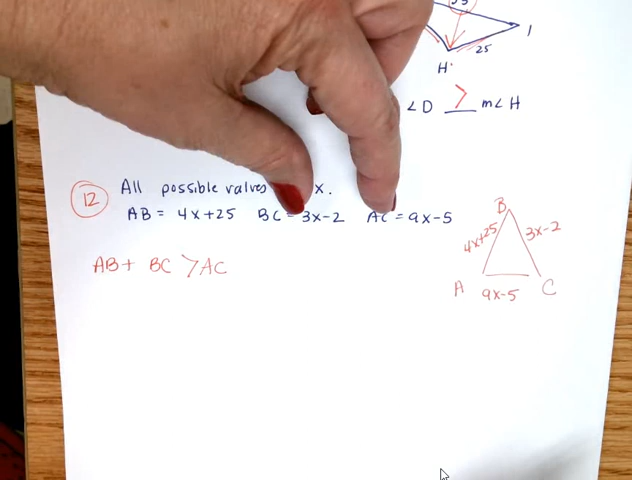 I
25
H
∠D > m∠H
12 All possible values x.
AB = 4x+25 BC = 3x-2 AC = 9x-5
B
4x+25 3x-2
AB + BC > AC
A C
9x-5